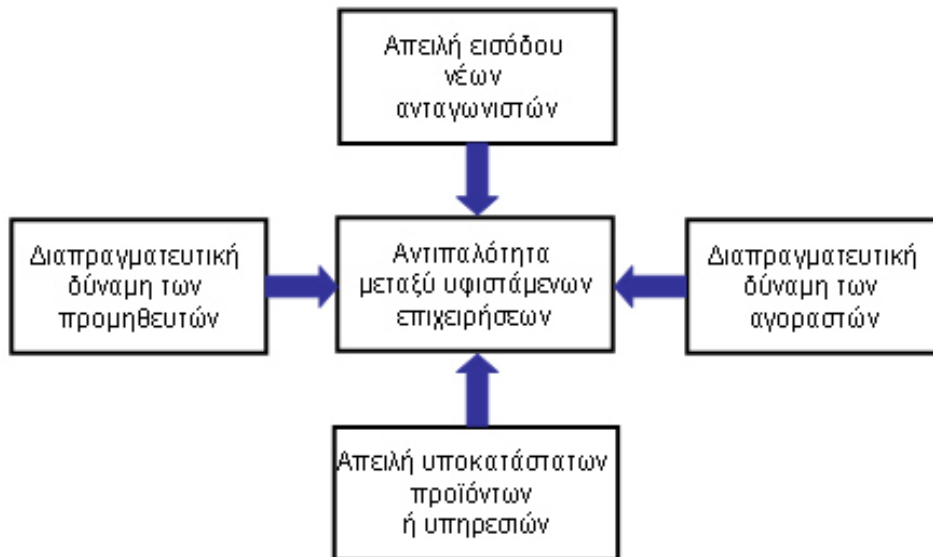 Απειλή εισόδου
νέων
ανταγωνιστών
Διαπραγματευτική
δύναμη των
προμηθευτών
Αντιπαλότητα
μεταξύ υφιστάμενων
επιχειρήσεων
Διαπραγματευτική
δύναμη των
αγοραστών
Απειλή υποκατάστατων
προϊόντων
ή υπηρεσιών